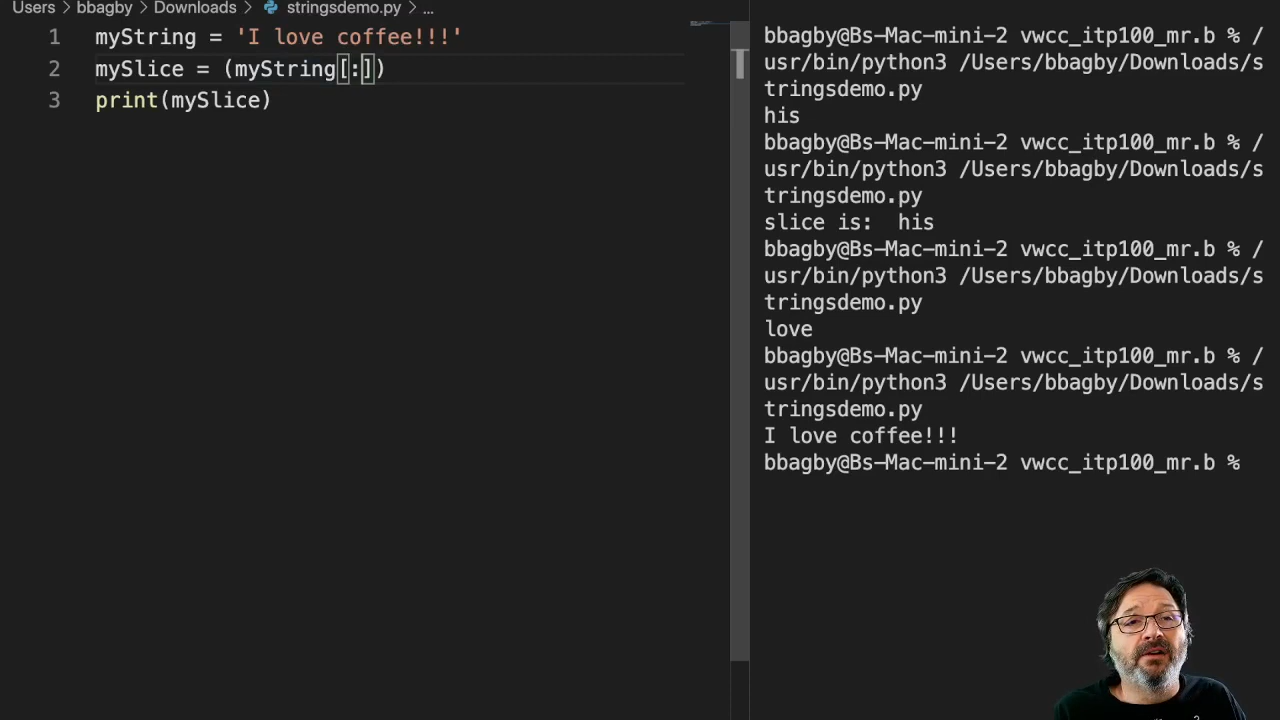 Users > bbagby > Downloads > stringsdemo.py > ...
1 myString = 'I love coffee!!!'
2 mySlice = (myString[:])
3 print(mySlice)
bbagby@Bs-Mac-mini-2 vwcc_itp100_mr.b % /
usr/bin/python3 /Users/bbagby/Downloads/s
tringsdemo.py
his
bbagby@Bs-Mac-mini-2 vwcc_itp100_mr.b % /
usr/bin/python3 /Users/bbagby/Downloads/s
tringsdemo.py
slice is:  his
bbagby@Bs-Mac-mini-2 vwcc_itp100_mr.b % /
usr/bin/python3 /Users/bbagby/Downloads/s
tringsdemo.py
love
bbagby@Bs-Mac-mini-2 vwcc_itp100_mr.b % /
usr/bin/python3 /Users/bbagby/Downloads/s
tringsdemo.py
I love coffee!!!
bbagby@Bs-Mac-mini-2 vwcc_itp100_mr.b %